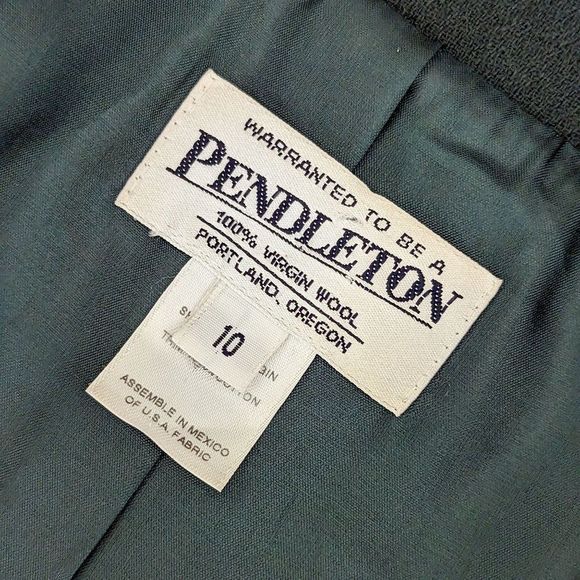 WARRANTED TO BE A
PENDLETON
100% VIRGIN WOOL
PORTLAND, OREGON
10
ASSEMBLE IN MEXICO
OF U.S.A. FABRIC